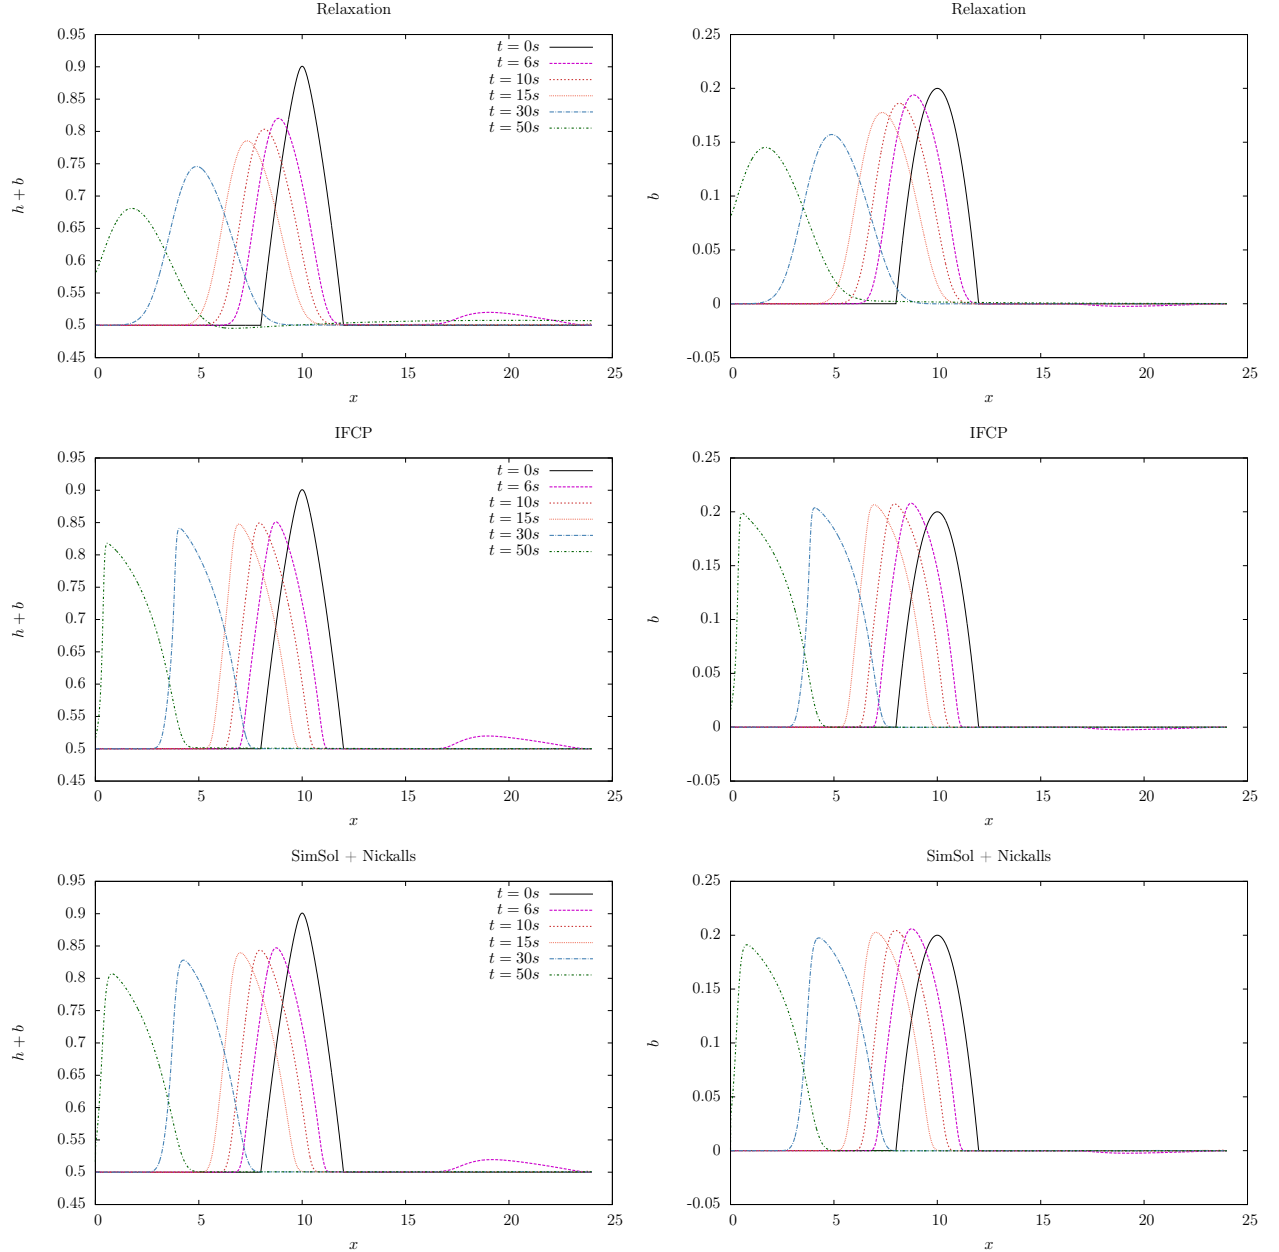 Relaxation
0.95
0.9
0.85
0.8
0.75
0.7
0.65
0.6
0.55
0.5
0.45
h + b
0
5
10
15
20
25
x
t = 0s
t = 6s
t = 10s
t = 15s
t = 30s
t = 50s
Relaxation
0.25
0.2
0.15
0.1
0.05
0
-0.05
b
0
5
10
15
20
25
x
IFCP
0.95
0.9
0.85
0.8
0.75
0.7
0.65
0.6
0.55
0.5
0.45
h + b
0
5
10
15
20
25
x
t = 0s
t = 6s
t = 10s
t = 15s
t = 30s
t = 50s
IFCP
0.25
0.2
0.15
0.1
0.05
0
-0.05
b
0
5
10
15
20
25
x
SimSol + Nickalls
0.95
0.9
0.85
0.8
0.75
0.7
0.65
0.6
0.55
0.5
0.45
h + b
0
5
10
15
20
25
x
t = 0s
t = 6s
t = 10s
t = 15s
t = 30s
t = 50s
SimSol + Nickalls
0.25
0.2
0.15
0.1
0.05
0
-0.05
b
0
5
10
15
20
25
x